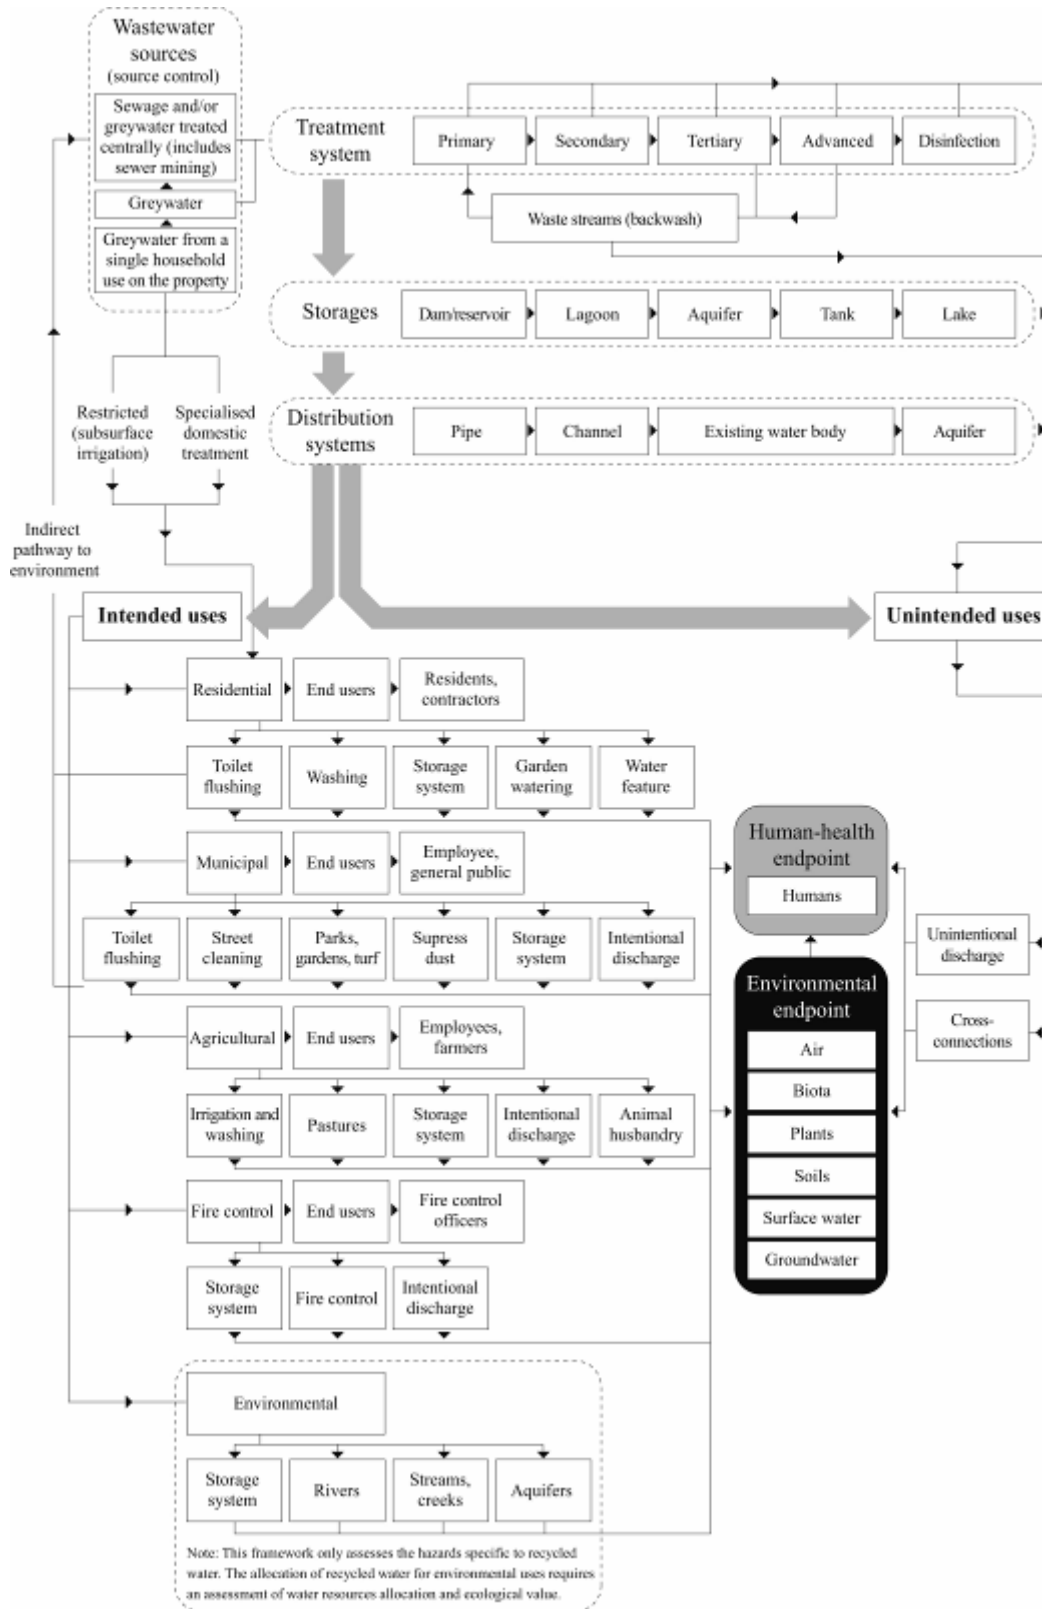 Wastewater
sources
(source control)
Sewage and/or
greywater treated
centrally (includes
sewer mining)
Greywater
Greywater from a
single household
use on the property
Treatment
system
Primary
Secondary
Tertiary
Advanced
Disinfection
Waste streams (backwash)
Storages
Dam/reservoir
Lagoon
Aquifer
Tank
Lake
Restricted
(subsurface
irrigation)
Specialised
domestic
treatment
Distribution
systems
Pipe
Channel
Existing water body
Aquifer
Indirect
pathway to
environment
Intended uses
Unintended uses
Residential
End users
Residents,
contractors
Toilet
flushing
Washing
Storage
system
Garden
watering
Water
feature
Municipal
End users
Employee,
general public
Toilet
flushing
Street
cleaning
Parks,
gardens, turf
Supress
dust
Storage
system
Intentional
discharge
Agricultural
End users
Employees,
farmers
Irrigation and
washing
Pastures
Storage
system
Intentional
discharge
Animal
husbandry
Fire control
End users
Fire control
officers
Storage
system
Fire control
Intentional
discharge
Environmental
Storage
system
Rivers
Streams,
creeks
Aquifers
Note: This framework only assesses the hazards specific to recycled
water. The allocation of recycled water for environmental uses requires
an assessment of water resources allocation and ecological value.
Human-health
endpoint
Humans
Environmental
endpoint
Air
Biota
Plants
Soils
Surface water
Groundwater
Unintentional
discharge
Cross-
connections